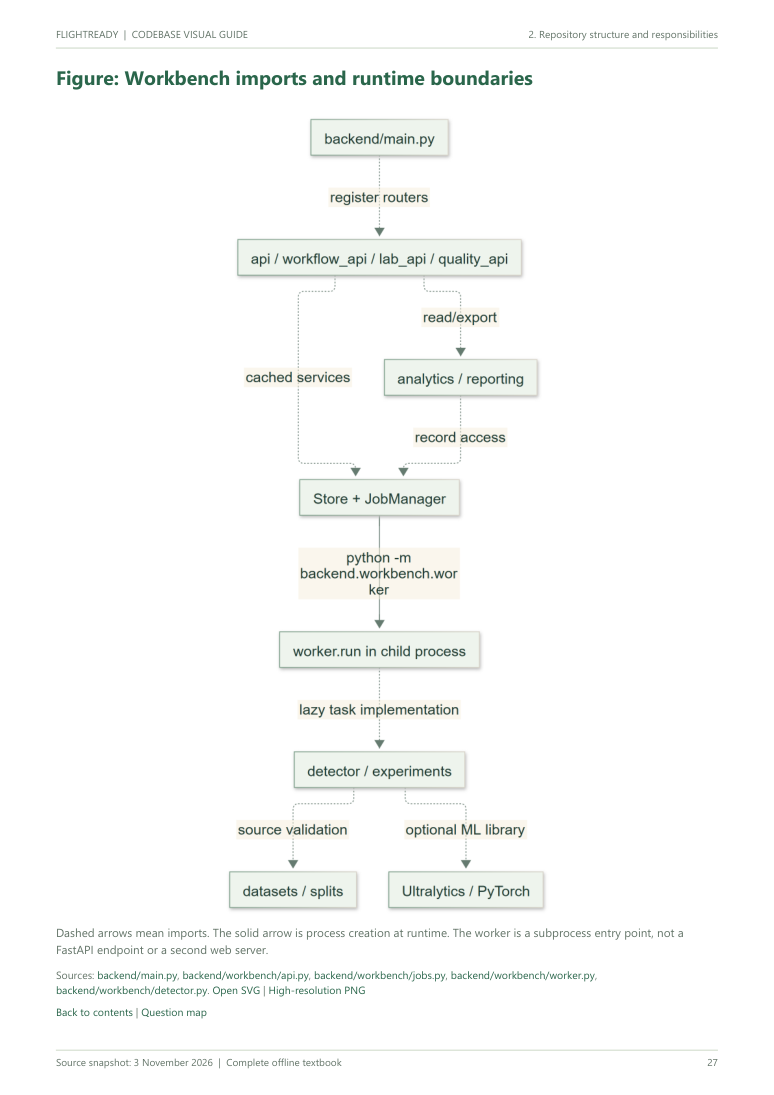 FLIGHTREADY | CODEBASE VISUAL GUIDE
2. Repository structure and responsibilities
Figure: Workbench imports and runtime boundaries
backend/main.py
register routers
api / workflow_api / lab_api / quality_api
read/export
cached services
analytics / reporting
record access
Store + JobManager
python -m
backend.workbench.wor
ker
worker.run in child process
lazy task implementation
detector / experiments
source validation
optional ML library
datasets / splits
Ultralytics / PyTorch
Dashed arrows mean imports. The solid arrow is process creation at runtime. The worker is a subprocess entry point, not a
FastAPI endpoint or a second web server.
Sources: backend/main.py, backend/workbench/api.py, backend/workbench/jobs.py, backend/workbench/worker.py,
backend/workbench/detector.py. Open SVG | High-resolution PNG
Back to contents | Question map
Source snapshot: 3 November 2026 | Complete offline textbook
27